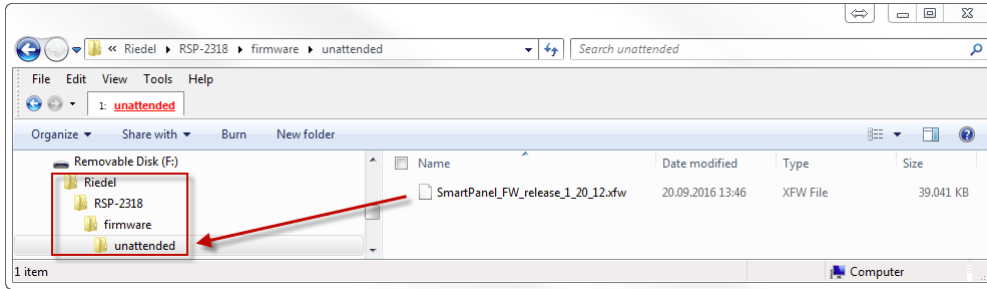 « Riedel ▸ RSP-2318 ▸ firmware ▸ unattended
Search unattended
File Edit View Tools Help
1: unattended
Organize Share with Burn New folder
Removable Disk (F:)
Riedel
RSP-2318
firmware
unattended
Name Date modified Type Size
SmartPanel_FW_release_1_20_12.xfw 20.09.2016 13:46 XFW File 39.041 KB
1 item
Computer